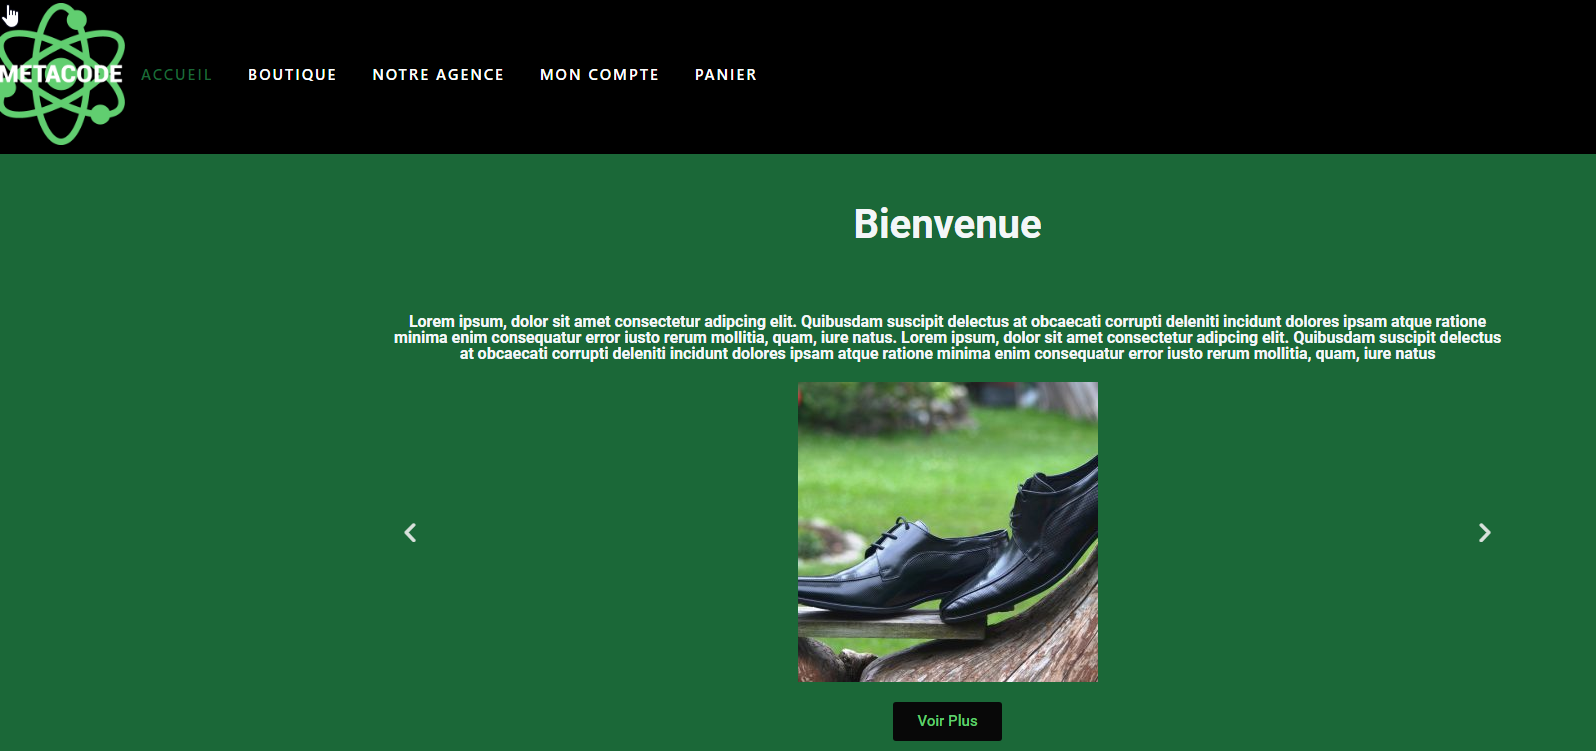 METACODE
ACCUEIL BOUTIQUE NOTRE AGENCE MON COMPTE PANIER
Bienvenue
Lorem ipsum, dolor sit amet consectetur adipcing elit. Quibusdam suscipit delectus at obcaecati corrupti deleniti incidunt dolores ipsam atque ratione
minima enim consequatur error iusto rerum mollitia, quam, iure natus. Lorem ipsum, dolor sit amet consectetur adipcing elit. Quibusdam suscipit delectus
at obcaecati corrupti deleniti incidunt dolores ipsam atque ratione minima enim consequatur error iusto rerum mollitia, quam, iure natus
Voir Plus